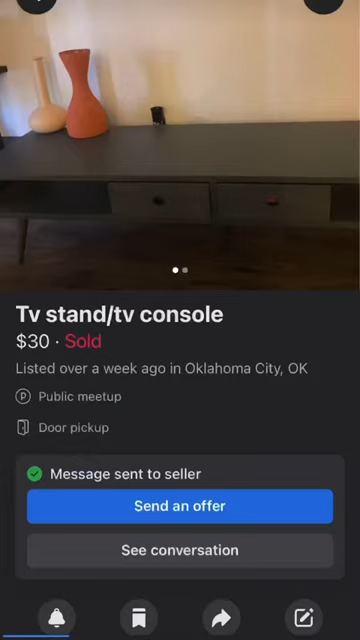 Tv stand/tv console
$30 · Sold
Listed over a week ago in Oklahoma City, OK
P Public meetup
Door pickup
Message sent to seller
Send an offer
See conversation